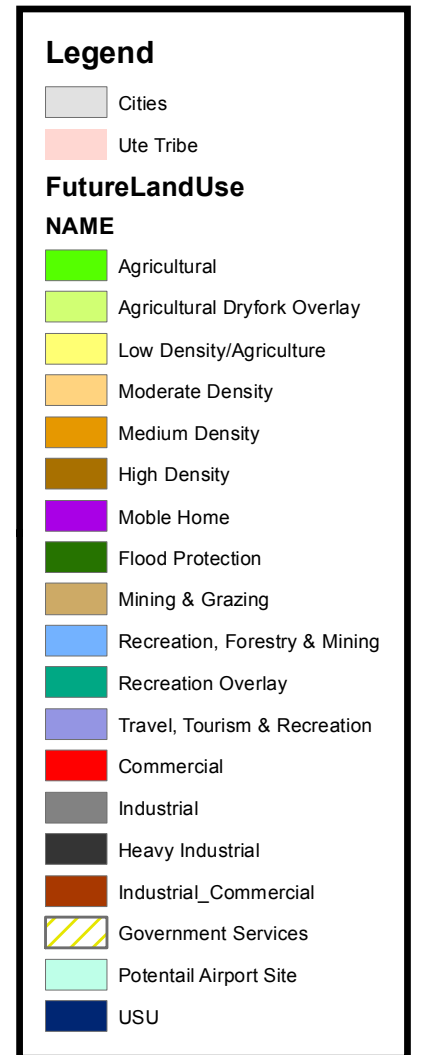 Legend
Cities
Ute Tribe
FutureLandUse
NAME
Agricultural
Agricultural Dryfork Overlay
Low Density/Agriculture
Moderate Density
Medium Density
High Density
Moble Home
Flood Protection
Mining & Grazing
Recreation, Forestry & Mining
Recreation Overlay
Travel, Tourism & Recreation
Commercial
Industrial
Heavy Industrial
Industrial_Commercial
Government Services
Potentail Airport Site
USU